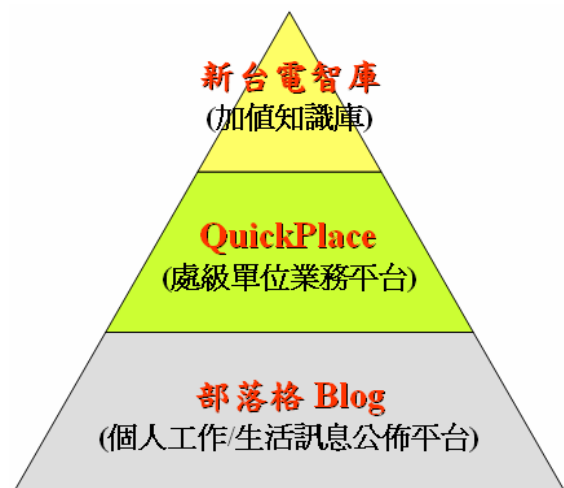 新台電智庫
(加值知識庫)
QuickPlace
(處級單位業務平台)
部落格 Blog
(個人工作/生活訊息公佈平台)